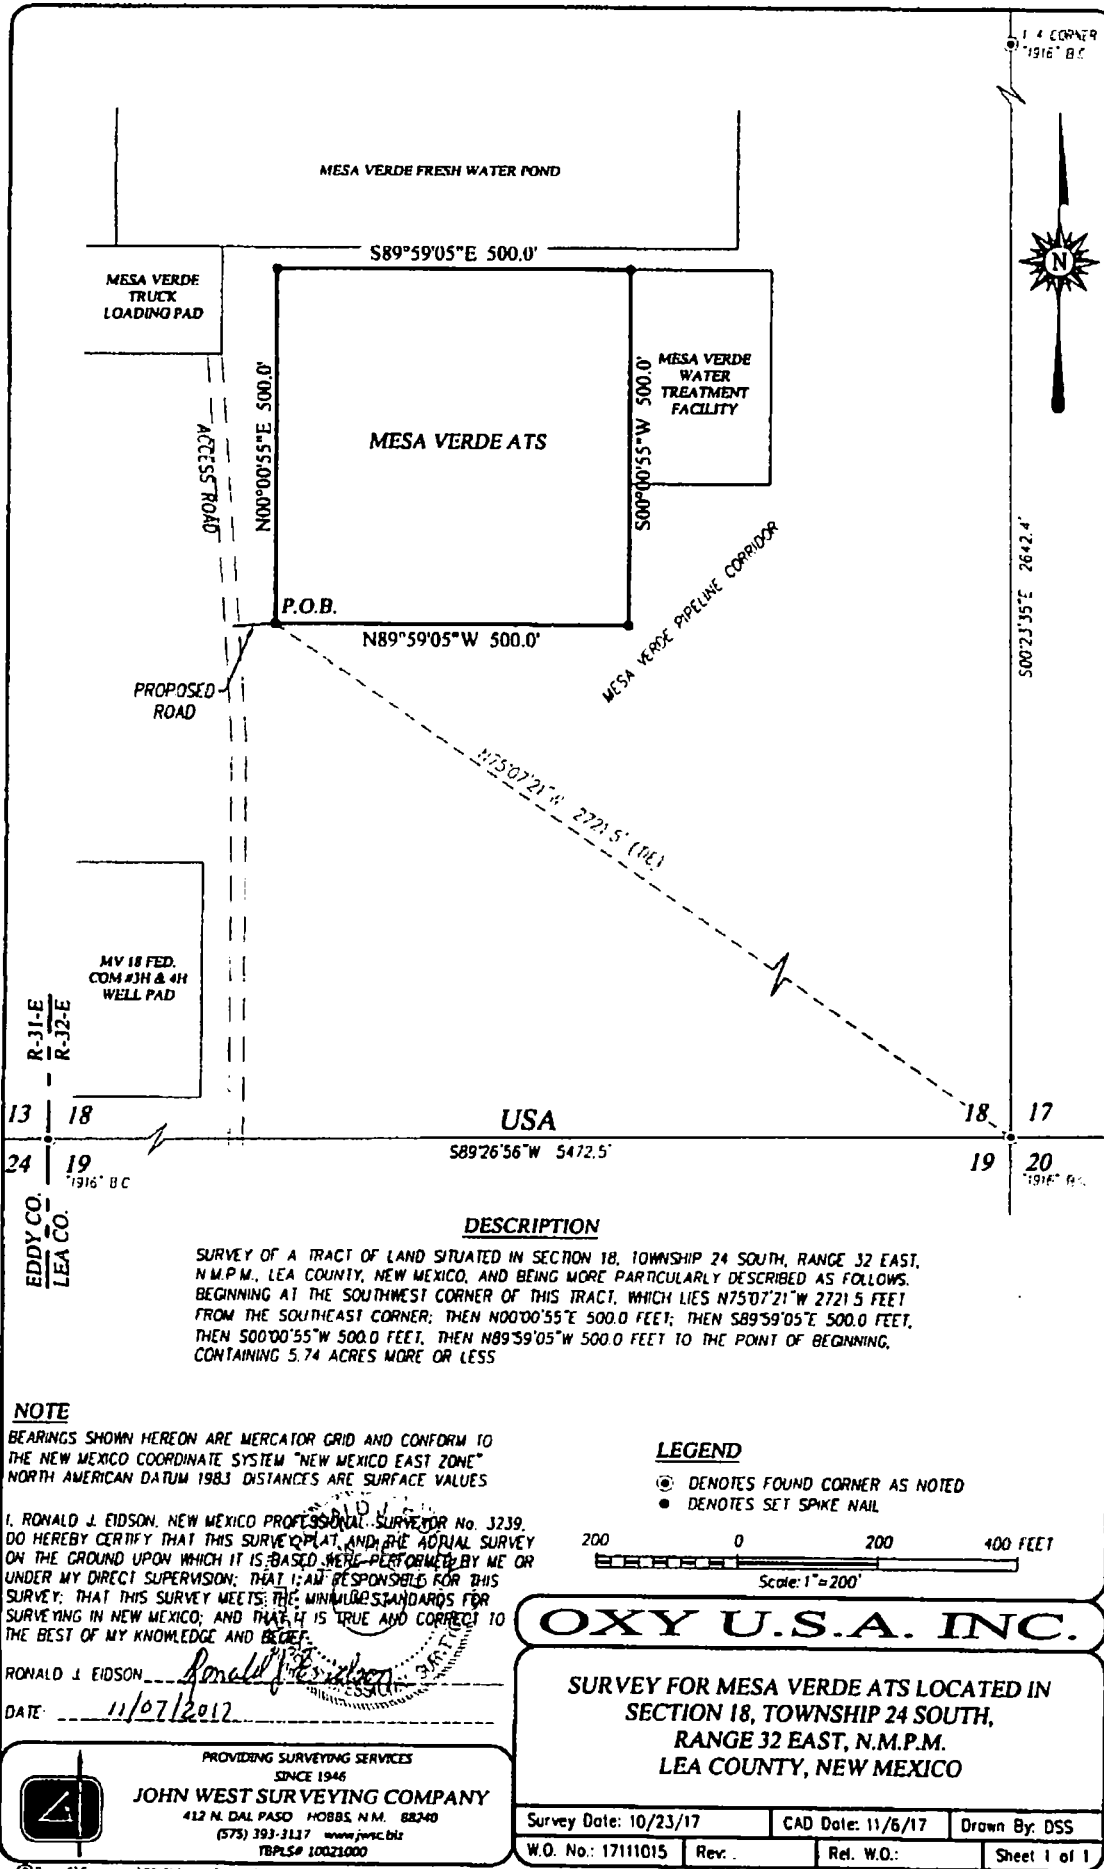 1/4 CORNER
"1916" B.C.
MESA VERDE FRESH WATER POND
S89°59'05"E 500.0'
MESA VERDE
TRUCK
LOADING PAD
N
MESA VERDE
WATER
TREATMENT
FACILITY
N00°00'55"E 500.0'
MESA VERDE ATS
S00°00'55"W 500.0'
ACCESS ROAD
MESA VERDE PIPELINE CORRIDOR
S00°23'35"E 2642.4'
P.O.B.
N89°59'05"W 500.0'
PROPOSED
ROAD
N75°07'21"W 2721.5' (TIE)
MV 18 FED.
COM #3H & 4H
WELL PAD
R-31-E
R-32-E
13 18
USA
18 17
S89°26'56"W 5472.5'
24 19
"1916" B.C.
19 20
"1916" B.C.
EDDY CO.
LEA CO.
DESCRIPTION
SURVEY OF A TRACT OF LAND SITUATED IN SECTION 18, TOWNSHIP 24 SOUTH, RANGE 32 EAST,
N.M.P.M., LEA COUNTY, NEW MEXICO, AND BEING MORE PARTICULARLY DESCRIBED AS FOLLOWS.
BEGINNING AT THE SOUTHWEST CORNER OF THIS TRACT, WHICH LIES N75°07'21"W 2721.5 FEET
FROM THE SOUTHEAST CORNER; THEN N00°00'55"E 500.0 FEET; THEN S89°59'05"E 500.0 FEET,
THEN S00°00'55"W 500.0 FEET, THEN N89°59'05"W 500.0 FEET TO THE POINT OF BEGINNING,
CONTAINING 5.74 ACRES MORE OR LESS
NOTE
BEARINGS SHOWN HEREON ARE MERCATOR GRID AND CONFORM TO
THE NEW MEXICO COORDINATE SYSTEM "NEW MEXICO EAST ZONE"
NORTH AMERICAN DATUM 1983 DISTANCES ARE SURFACE VALUES
LEGEND
DENOTES FOUND CORNER AS NOTED
DENOTES SET SPIKE NAIL
I, RONALD J. EIDSON, NEW MEXICO PROFESSIONAL SURVEYOR No. 3239,
DO HEREBY CERTIFY THAT THIS SURVEY PLAT AND THE ACTUAL SURVEY
ON THE GROUND UPON WHICH IT IS BASED WERE PERFORMED BY ME OR
UNDER MY DIRECT SUPERVISION; THAT I AM RESPONSIBLE FOR THIS
SURVEY; THAT THIS SURVEY MEETS THE MINIMUM STANDARDS FOR
SURVEYING IN NEW MEXICO; AND THAT IT IS TRUE AND CORRECT TO
THE BEST OF MY KNOWLEDGE AND BELIEF.
200 0 200 400 FEET
Scale: 1"=200'
RONALD J. EIDSON Ronald J. Eidson
DATE: 11/07/2017
OXY U.S.A. INC.
SURVEY FOR MESA VERDE ATS LOCATED IN
SECTION 18, TOWNSHIP 24 SOUTH,
RANGE 32 EAST, N.M.P.M.
LEA COUNTY, NEW MEXICO
PROVIDING SURVEYING SERVICES
SINCE 1946
JOHN WEST SURVEYING COMPANY
412 N. DAL PASO HOBBS, N.M. 88240
(575) 393-3117 www.jwsc.biz
TBPLS# 10021000
Survey Date: 10/23/17 CAD Date: 11/6/17 Drawn By: DSS
W.O. No.: 17111015 Rev: . Rel. W.O.: Sheet 1 of 1